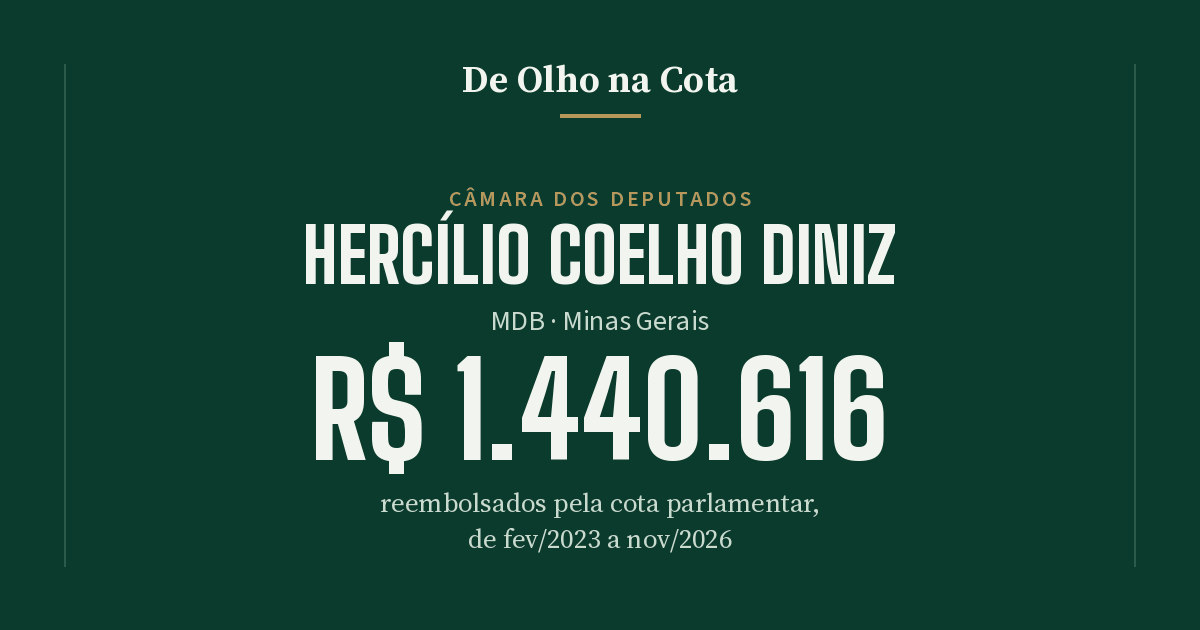 De Olho na Cota
CÂMARA DOS DEPUTADOS
HERCÍLIO COELHO DINIZ
MDB · Minas Gerais
R$ 1.440.616
reembolsados pela cota parlamentar,
de fev/2023 a nov/2026